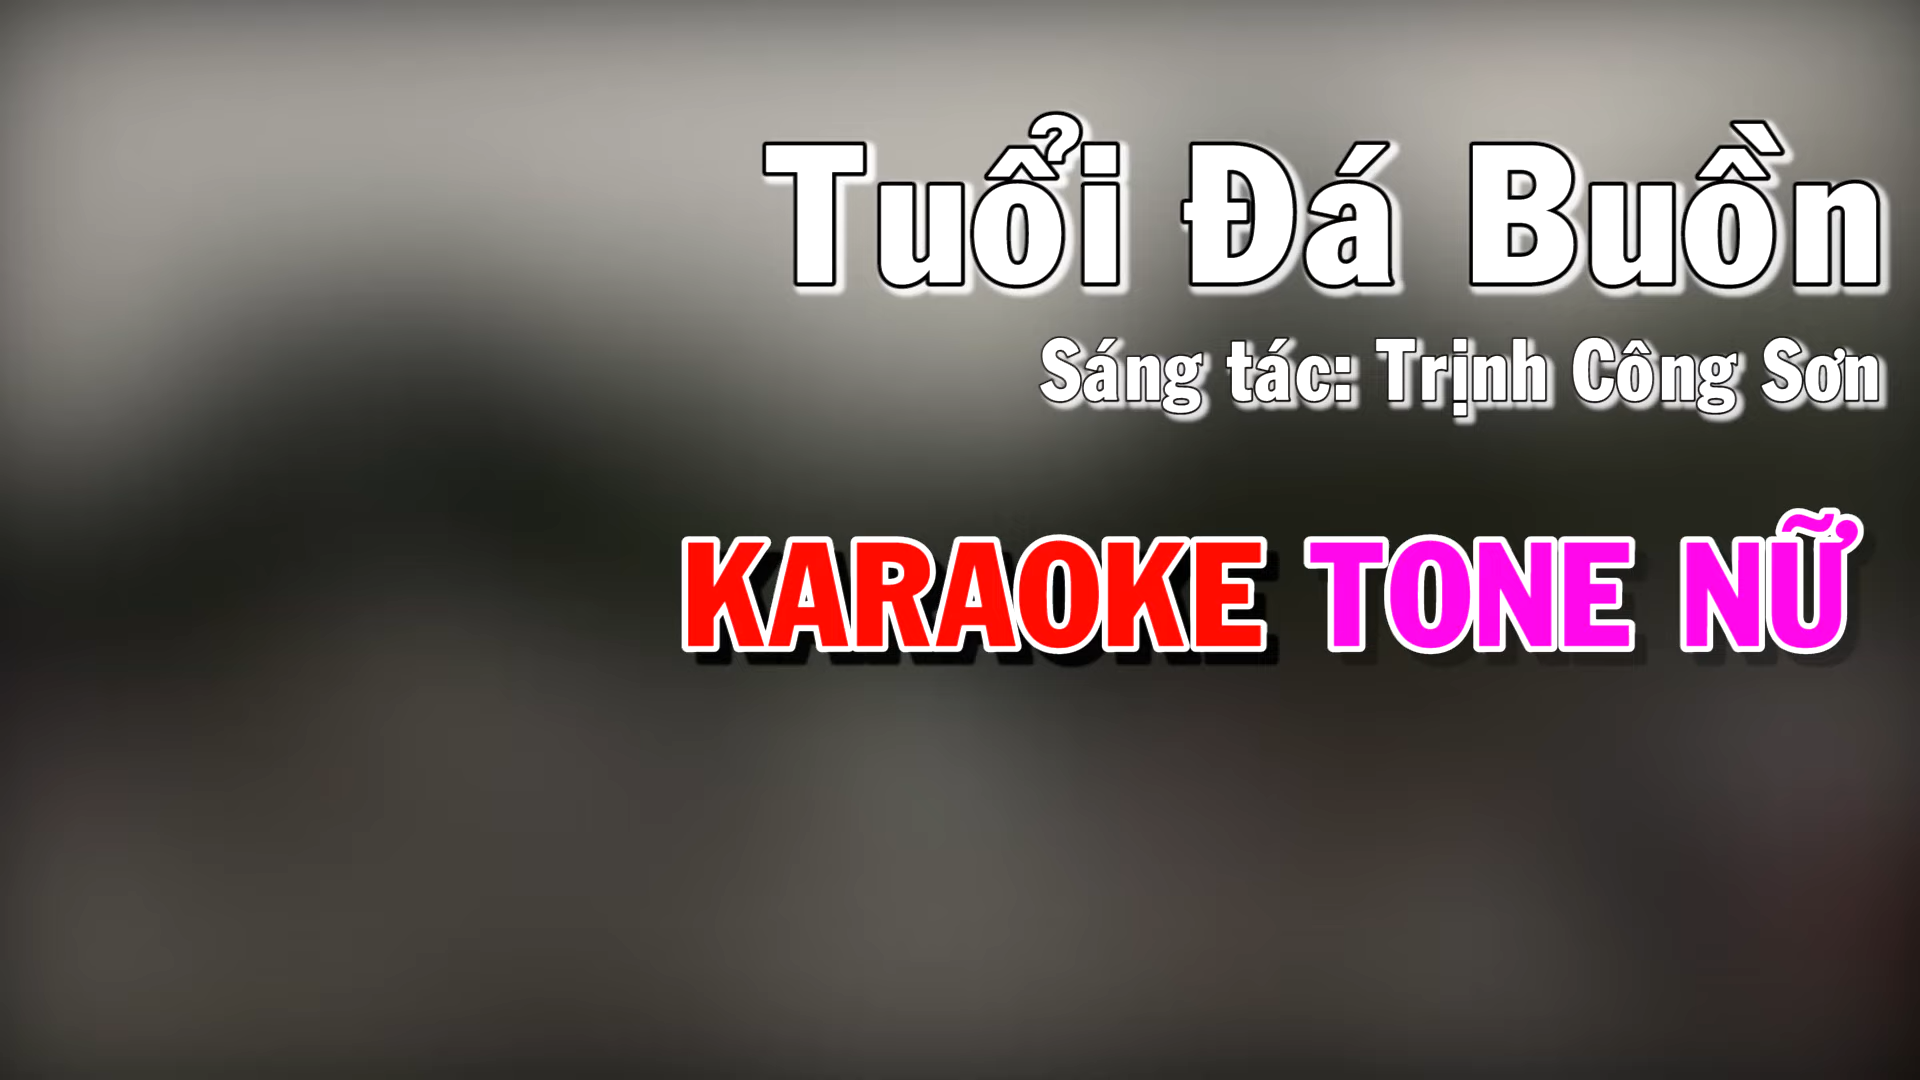 Tuổi Đá Buồn
Sáng tác: Trịnh Công Sơn
KARAOKE TONE NỮ